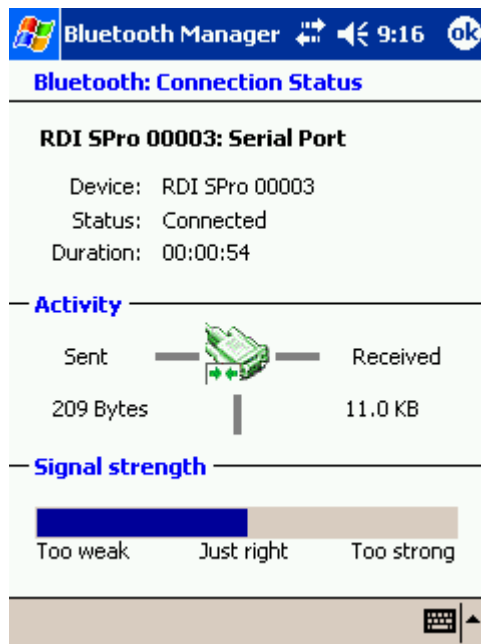 Bluetooth Manager 9:16 ok
Bluetooth: Connection Status
RDI SPro 00003: Serial Port
Device: RDI SPro 00003
Status: Connected
Duration: 00:00:54
Activity
Sent Received
209 Bytes 11.0 KB
Signal strength
Too weak Just right Too strong